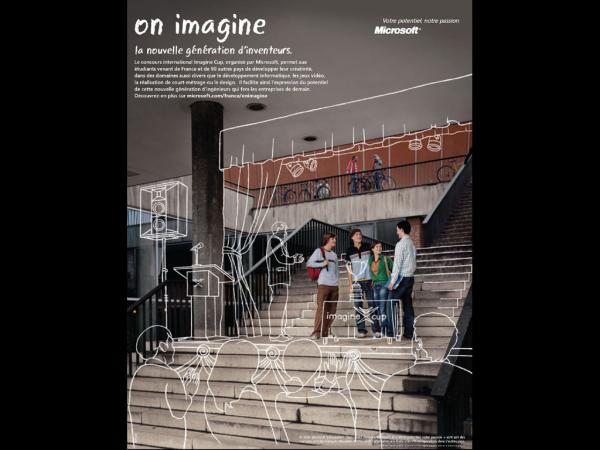 on imagine
la nouvelle génération d'inventeurs.
Votre potentiel, notre passion.
Microsoft®
Le concours international Imagine Cup, organisé par Microsoft, permet aux
étudiants venant de France et de 90 autres pays de développer leur créativité,
dans des domaines aussi divers que le développement informatique, les jeux vidéo,
la réalisation de court-métrage ou le design. Il facilite ainsi l'expression du potentiel
de cette nouvelle génération d'ingénieurs qui fera les entreprises de demain.
Découvrez-en plus sur microsoft.com/france/onimagine
imagine cup